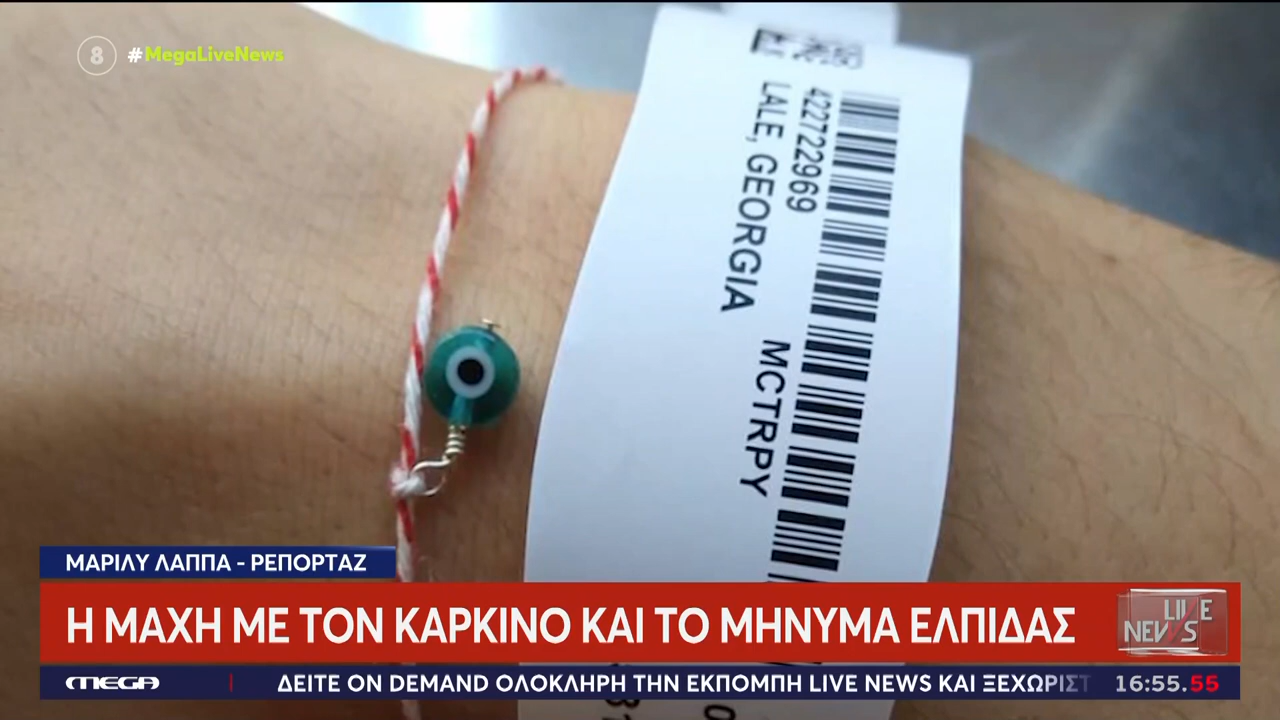 8 #MegaLiveNews
422722969
LALE, GEORGIA
MCTRPY
ΜΑΡΙΛΥ ΛΑΠΠΑ - ΡΕΠΟΡΤΑΖ
Η ΜΑΧΗ ΜΕ ΤΟΝ ΚΑΡΚΙΝΟ ΚΑΙ ΤΟ ΜΗΝΥΜΑ ΕΛΠΙΔΑΣ
LIVE NEWS
MEGA
ΔΕΙΤΕ ON DEMAND ΟΛΟΚΛΗΡΗ ΤΗΝ ΕΚΠΟΜΠΗ LIVE NEWS ΚΑΙ ΞΕΧΩΡΙΣΤ
16:55.55